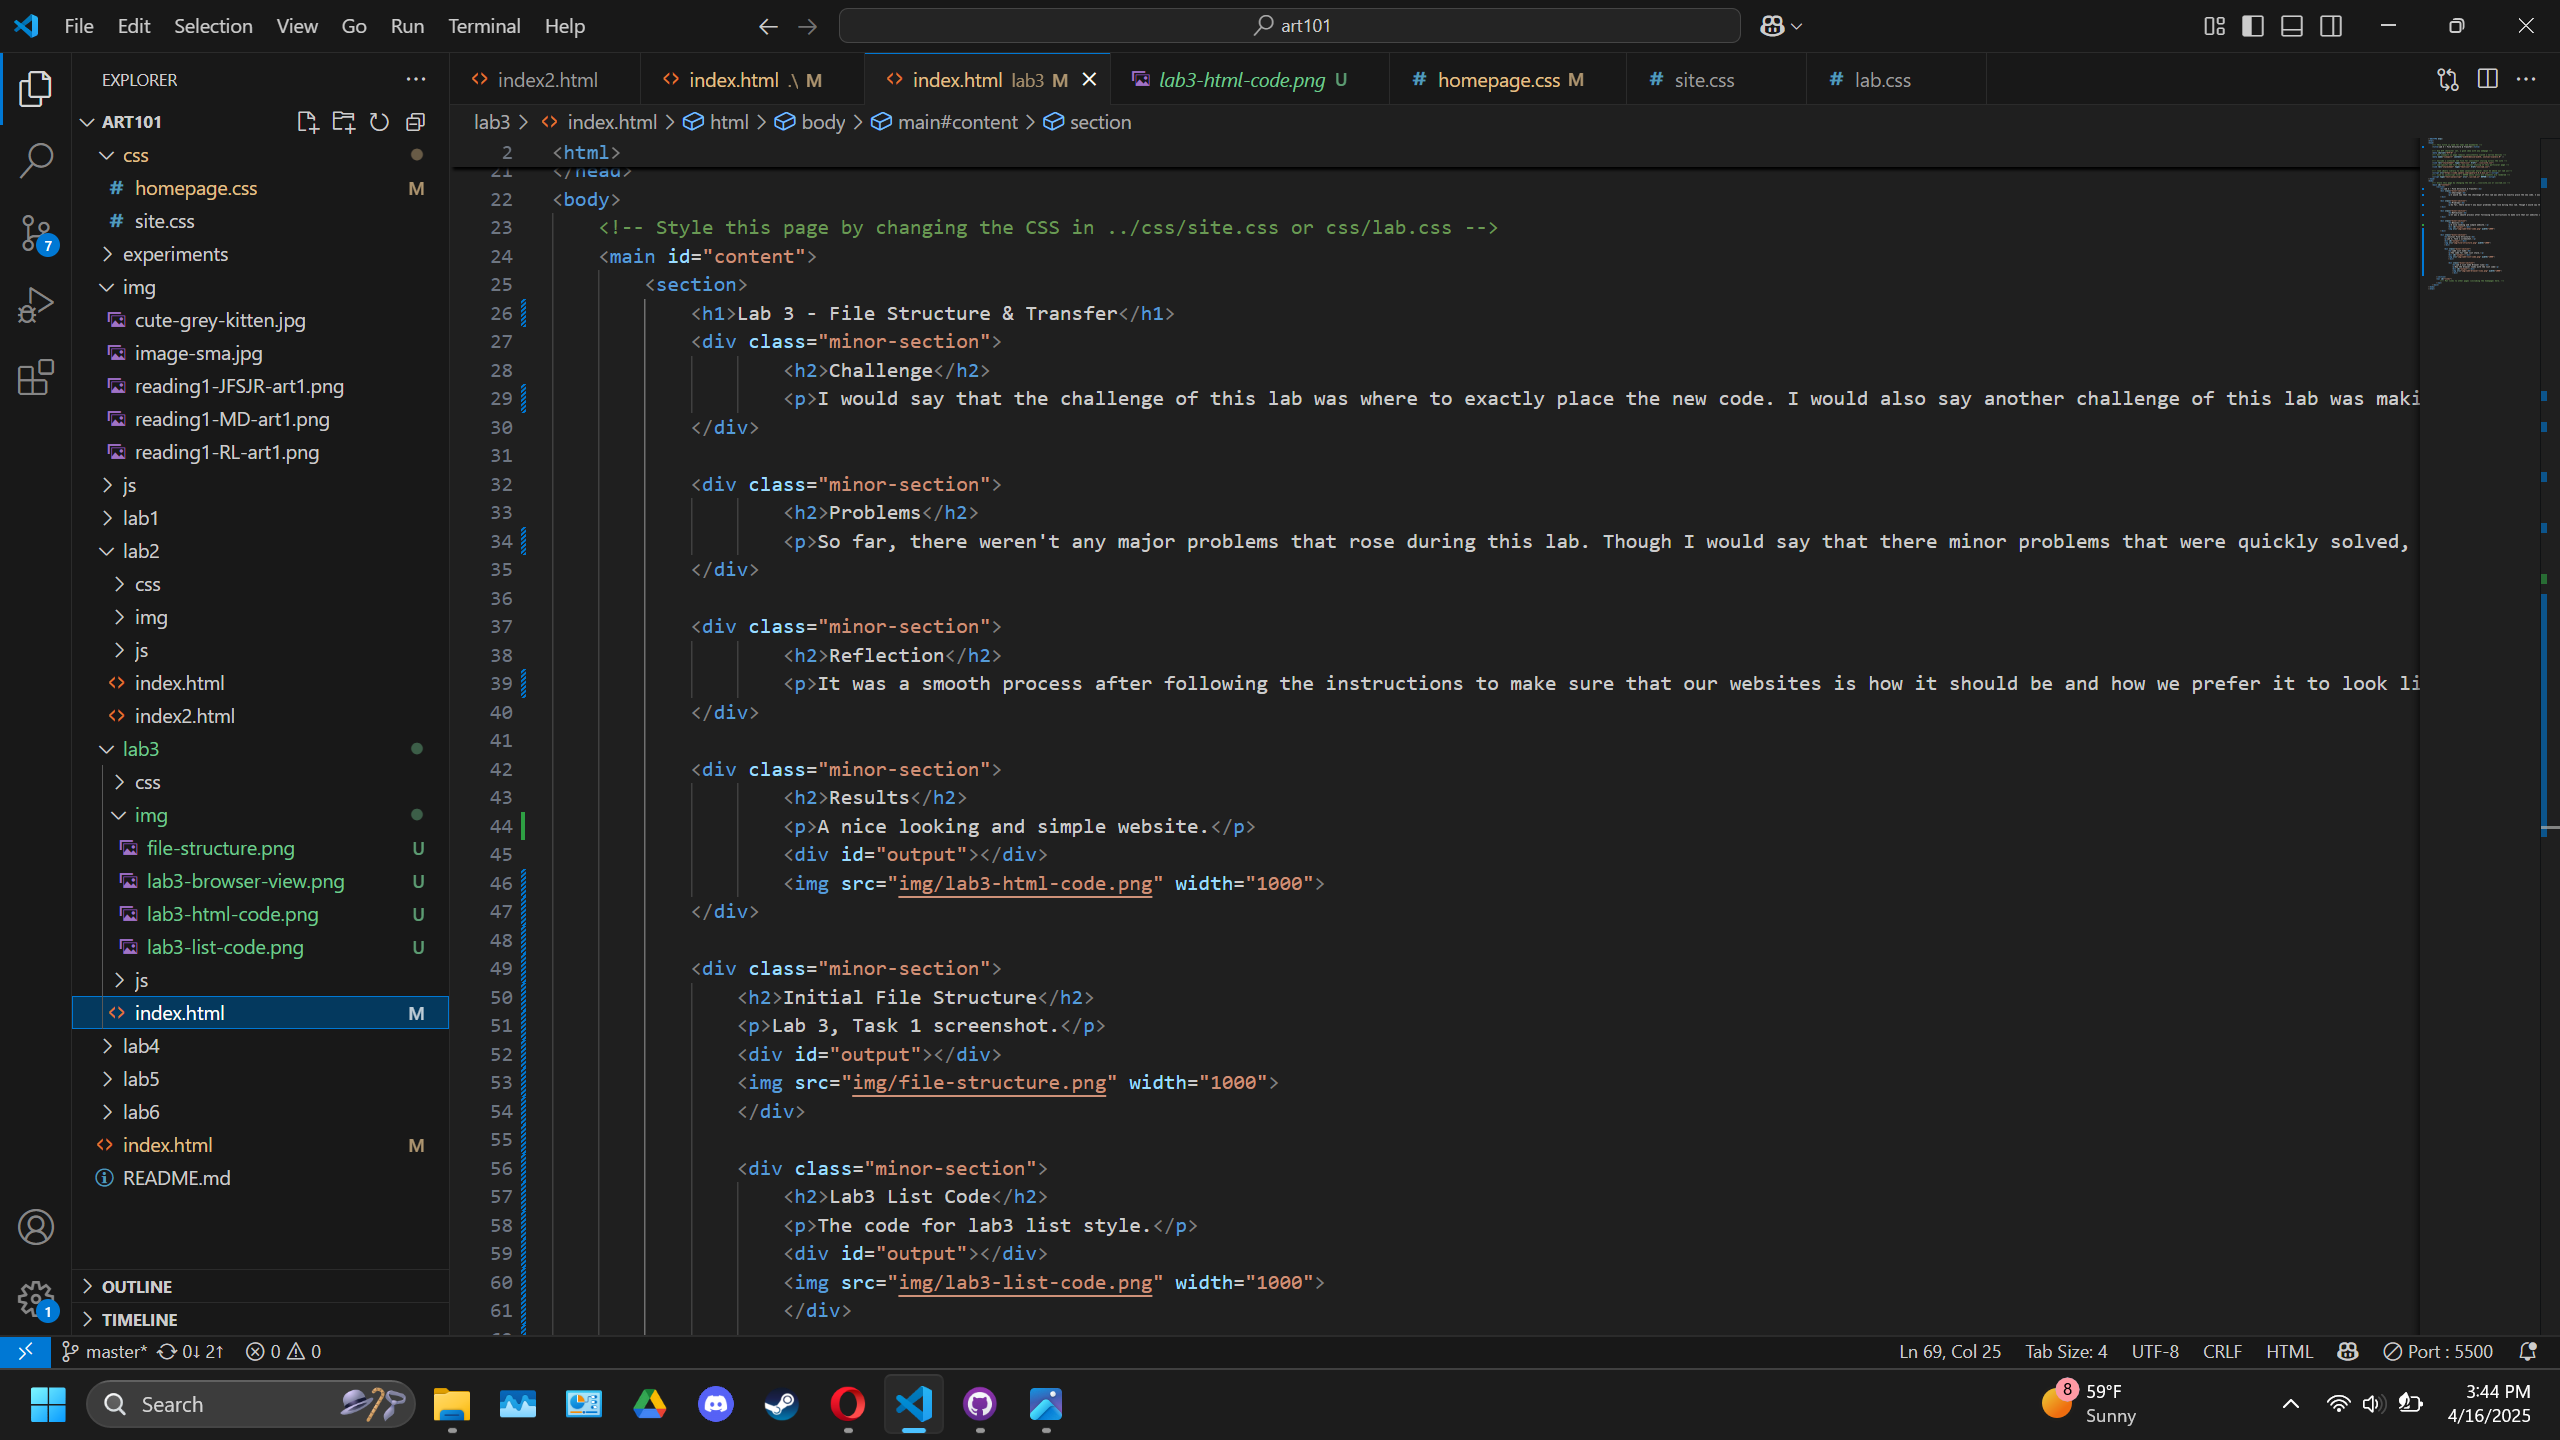 File Edit Selection View Go Run Terminal Help
art101
EXPLORER
ART101
css
homepage.css M
site.css
experiments
img
cute-grey-kitten.jpg
image-sma.jpg
reading1-JFSJR-art1.png
reading1-MD-art1.png
reading1-RL-art1.png
js
lab1
lab2
css
img
js
index.html
index2.html
lab3
css
img
file-structure.png U
lab3-browser-view.png U
lab3-html-code.png U
lab3-list-code.png U
js
index.html M
lab4
lab5
lab6
index.html M
README.md
OUTLINE
TIMELINE
7
1
index2.html index.html .\ M index.html lab3 M lab3-html-code.png U homepage.css M site.css lab.css
lab3 > index.html > html > body > main#content > section
2 <html>
21 </head>
22 <body>
23 <!-- Style this page by changing the CSS in ../css/site.css or css/lab.css -->
24 <main id="content">
25 <section>
26 <h1>Lab 3 - File Structure & Transfer</h1>
27 <div class="minor-section">
28 <h2>Challenge</h2>
29 <p>I would say that the challenge of this lab was where to exactly place the new code. I would also say another challenge of this lab was maki
30 </div>
31
32 <div class="minor-section">
33 <h2>Problems</h2>
34 <p>So far, there weren't any major problems that rose during this lab. Though I would say that there minor problems that were quickly solved,
35 </div>
36
37 <div class="minor-section">
38 <h2>Reflection</h2>
39 <p>It was a smooth process after following the instructions to make sure that our websites is how it should be and how we prefer it to look li
40 </div>
41
42 <div class="minor-section">
43 <h2>Results</h2>
44 <p>A nice looking and simple website.</p>
45 <div id="output"></div>
46 <img src="img/lab3-html-code.png" width="1000">
47 </div>
48
49 <div class="minor-section">
50 <h2>Initial File Structure</h2>
51 <p>Lab 3, Task 1 screenshot.</p>
52 <div id="output"></div>
53 <img src="img/file-structure.png" width="1000">
54 </div>
55
56 <div class="minor-section">
57 <h2>Lab3 List Code</h2>
58 <p>The code for lab3 list style.</p>
59 <div id="output"></div>
60 <img src="img/lab3-list-code.png" width="1000">
61 </div>
master* 0↓ 2↑ 0 0 Ln 69, Col 25 Tab Size: 4 UTF-8 CRLF HTML Port : 5500
Search
8 59°F
Sunny
3:44 PM
4/16/2025